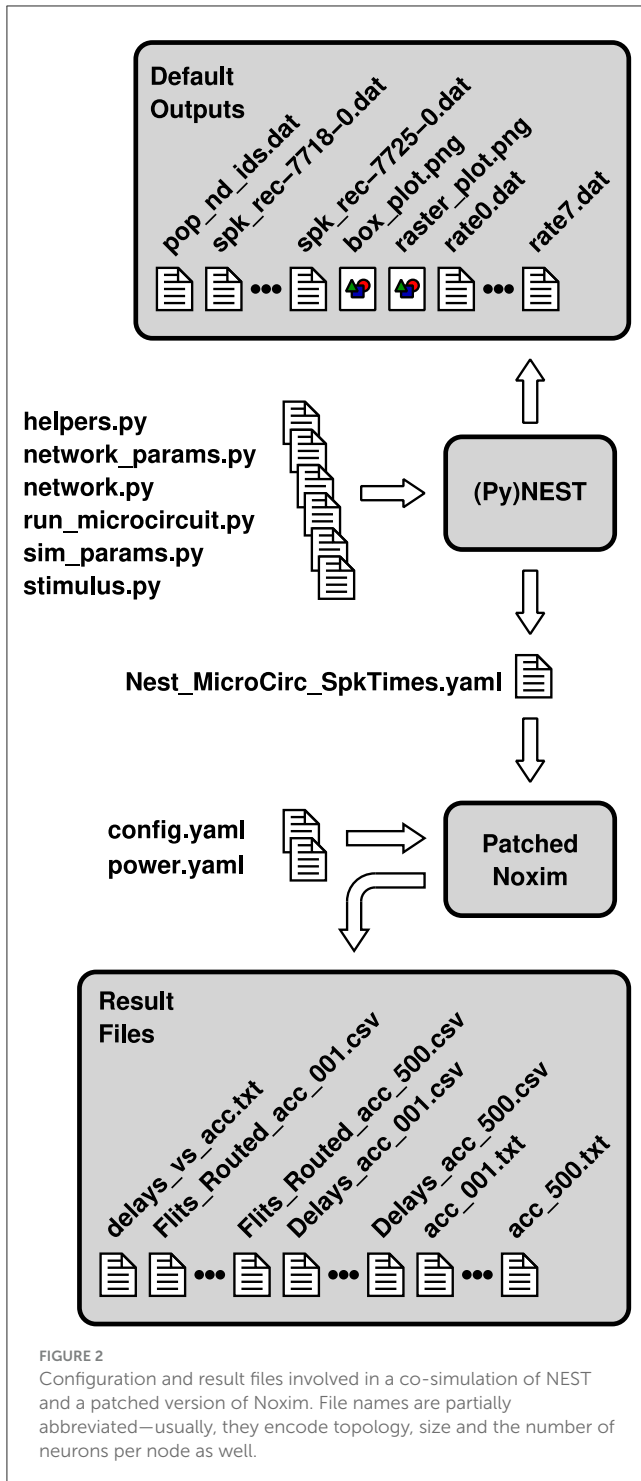 Default
Outputs
pop_nd_ids.dat
spk_rec-7718-0.dat
spk_rec-7725-0.dat
box_plot.png
raster_plot.png
rate0.dat
rate7.dat
helpers.py
network_params.py
network.py
run_microcircuit.py
sim_params.py
stimulus.py
(Py)NEST
Nest_MicroCirc_SpkTimes.yaml
config.yaml
power.yaml
Patched
Noxim
Result
Files
delays_vs_acc.txt
Flits_Routed_acc_001.csv
Flits_Routed_acc_500.csv
Delays_acc_001.csv
Delays_acc_500.csv
acc_001.txt
acc_500.txt
FIGURE 2
Configuration and result files involved in a co-simulation of NEST
and a patched version of Noxim. File names are partially
abbreviated—usually, they encode topology, size and the number of
neurons per node as well.